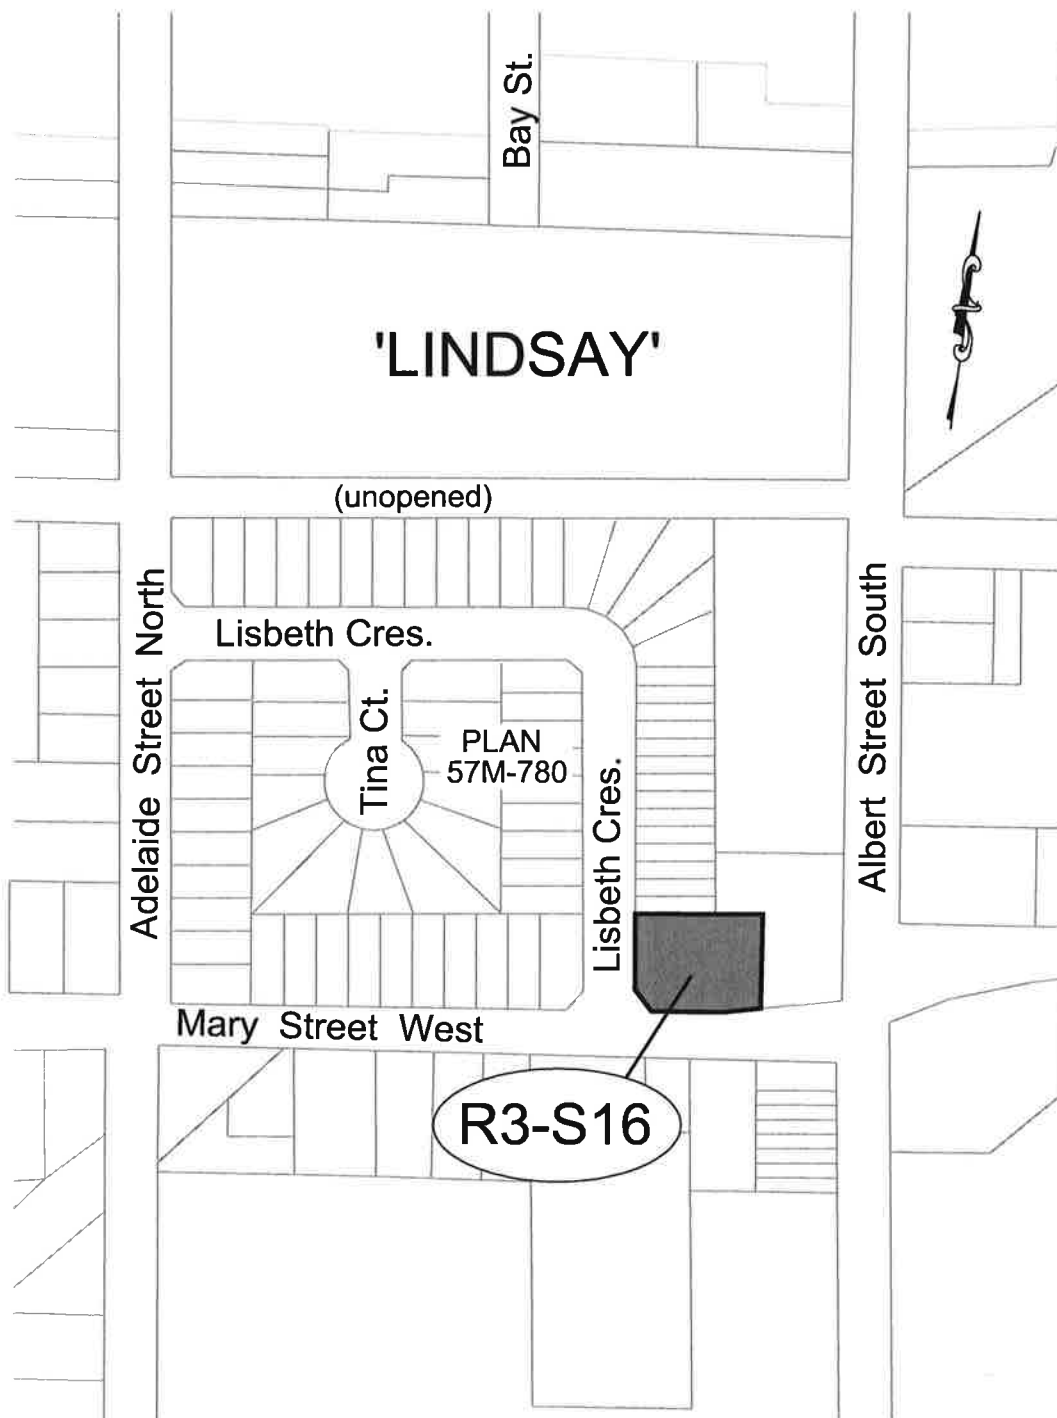 Bay St.
'LINDSAY'
(unopened)
Adelaide Street North
Lisbeth Cres.
Tina Ct.
PLAN
57M-780
Lisbeth Cres.
Albert Street South
Mary Street West
R3-S16